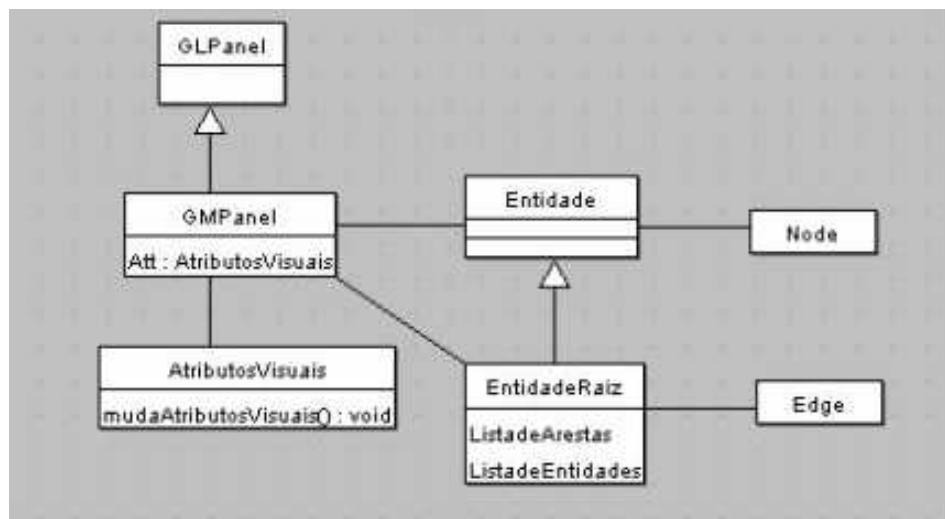 GLPanel
GMPanel
Att : AtributosVisuais
AtributosVisuais
mudaAtributosVisuais() : void
Entidade
Node
EntidadeRaiz
ListadeArestas
ListadeEntidades
Edge